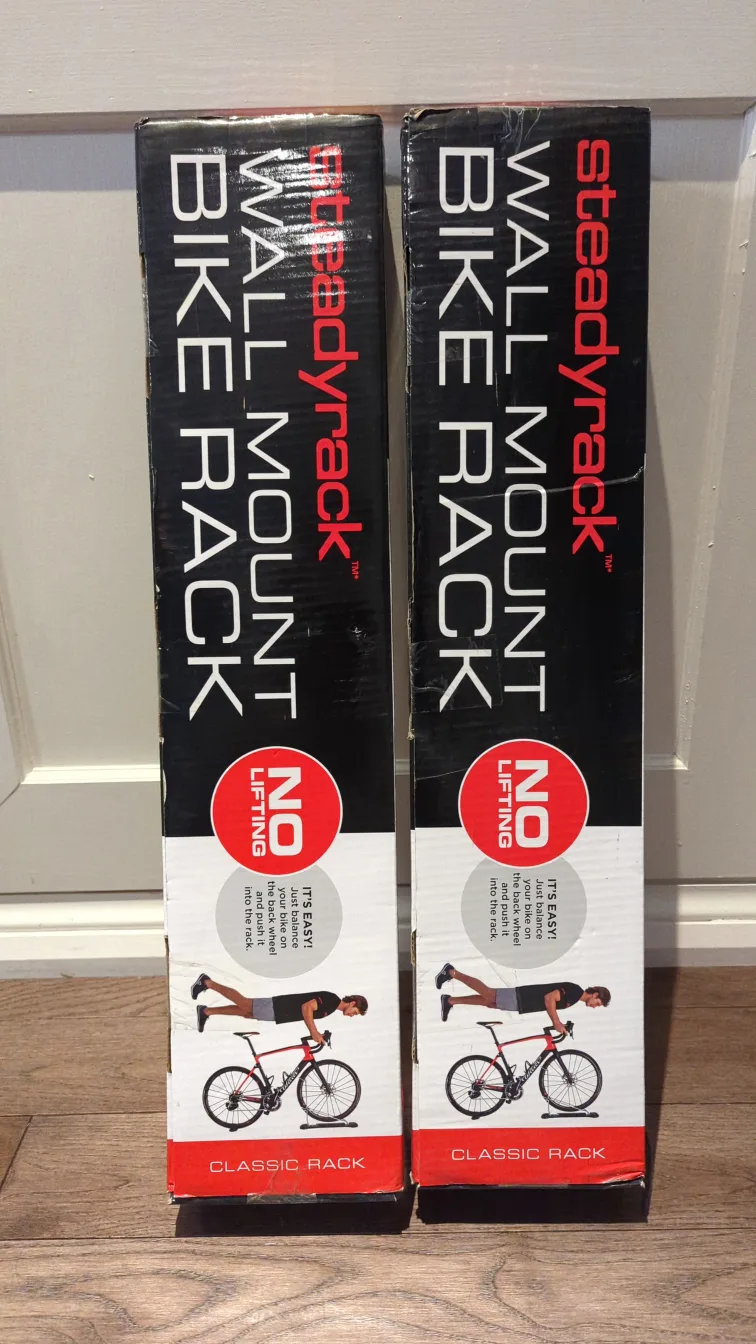 steadyrack™*
WALL MOUNT
BIKE RACK
NO
LIFTING
IT'S EASY!
Just balance
your bike on
the back wheel
and push it
into the rack.
CLASSIC RACK
steadyrack™*
WALL MOUNT
BIKE RACK
NO
LIFTING
IT'S EASY!
Just balance
your bike on
the back wheel
and push it
into the rack.
CLASSIC RACK